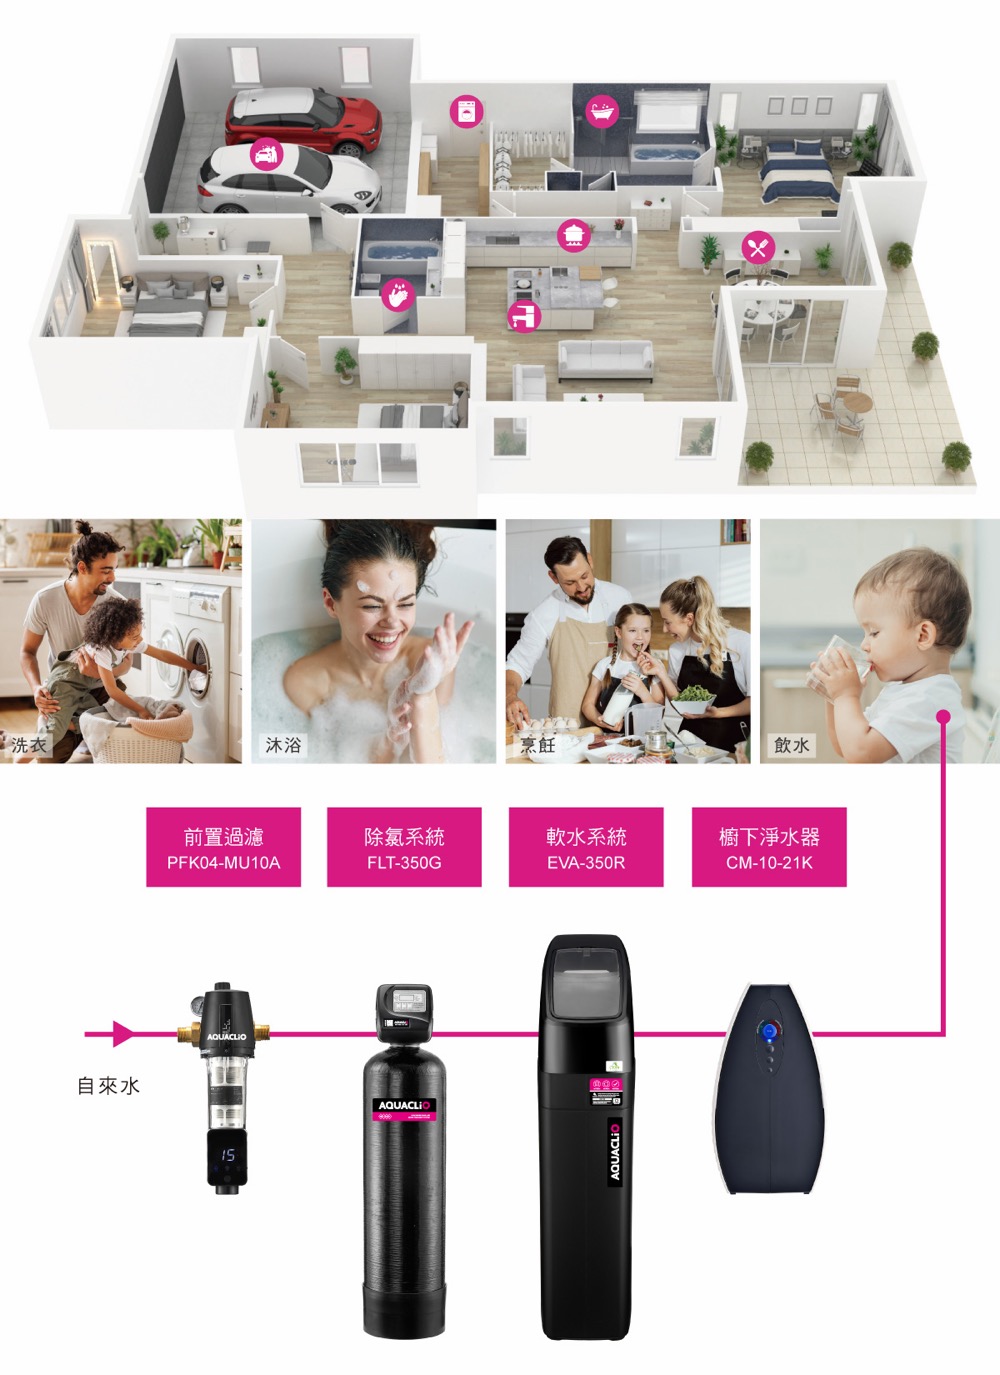 洗衣
沐浴
烹飪
飲水
前置過濾
PFK04-MU10A
除氯系統
FLT-350G
軟水系統
EVA-350R
櫥下淨水器
CM-10-21K
自來水
AQUACLiO
15
AQUACLiO
AQUACLiO